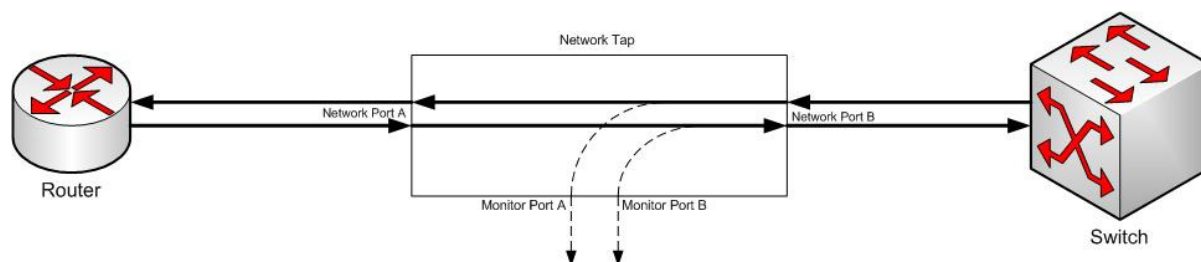 Network Tap
Network Port A
Network Port B
Router
Monitor Port A
Monitor Port B
Switch